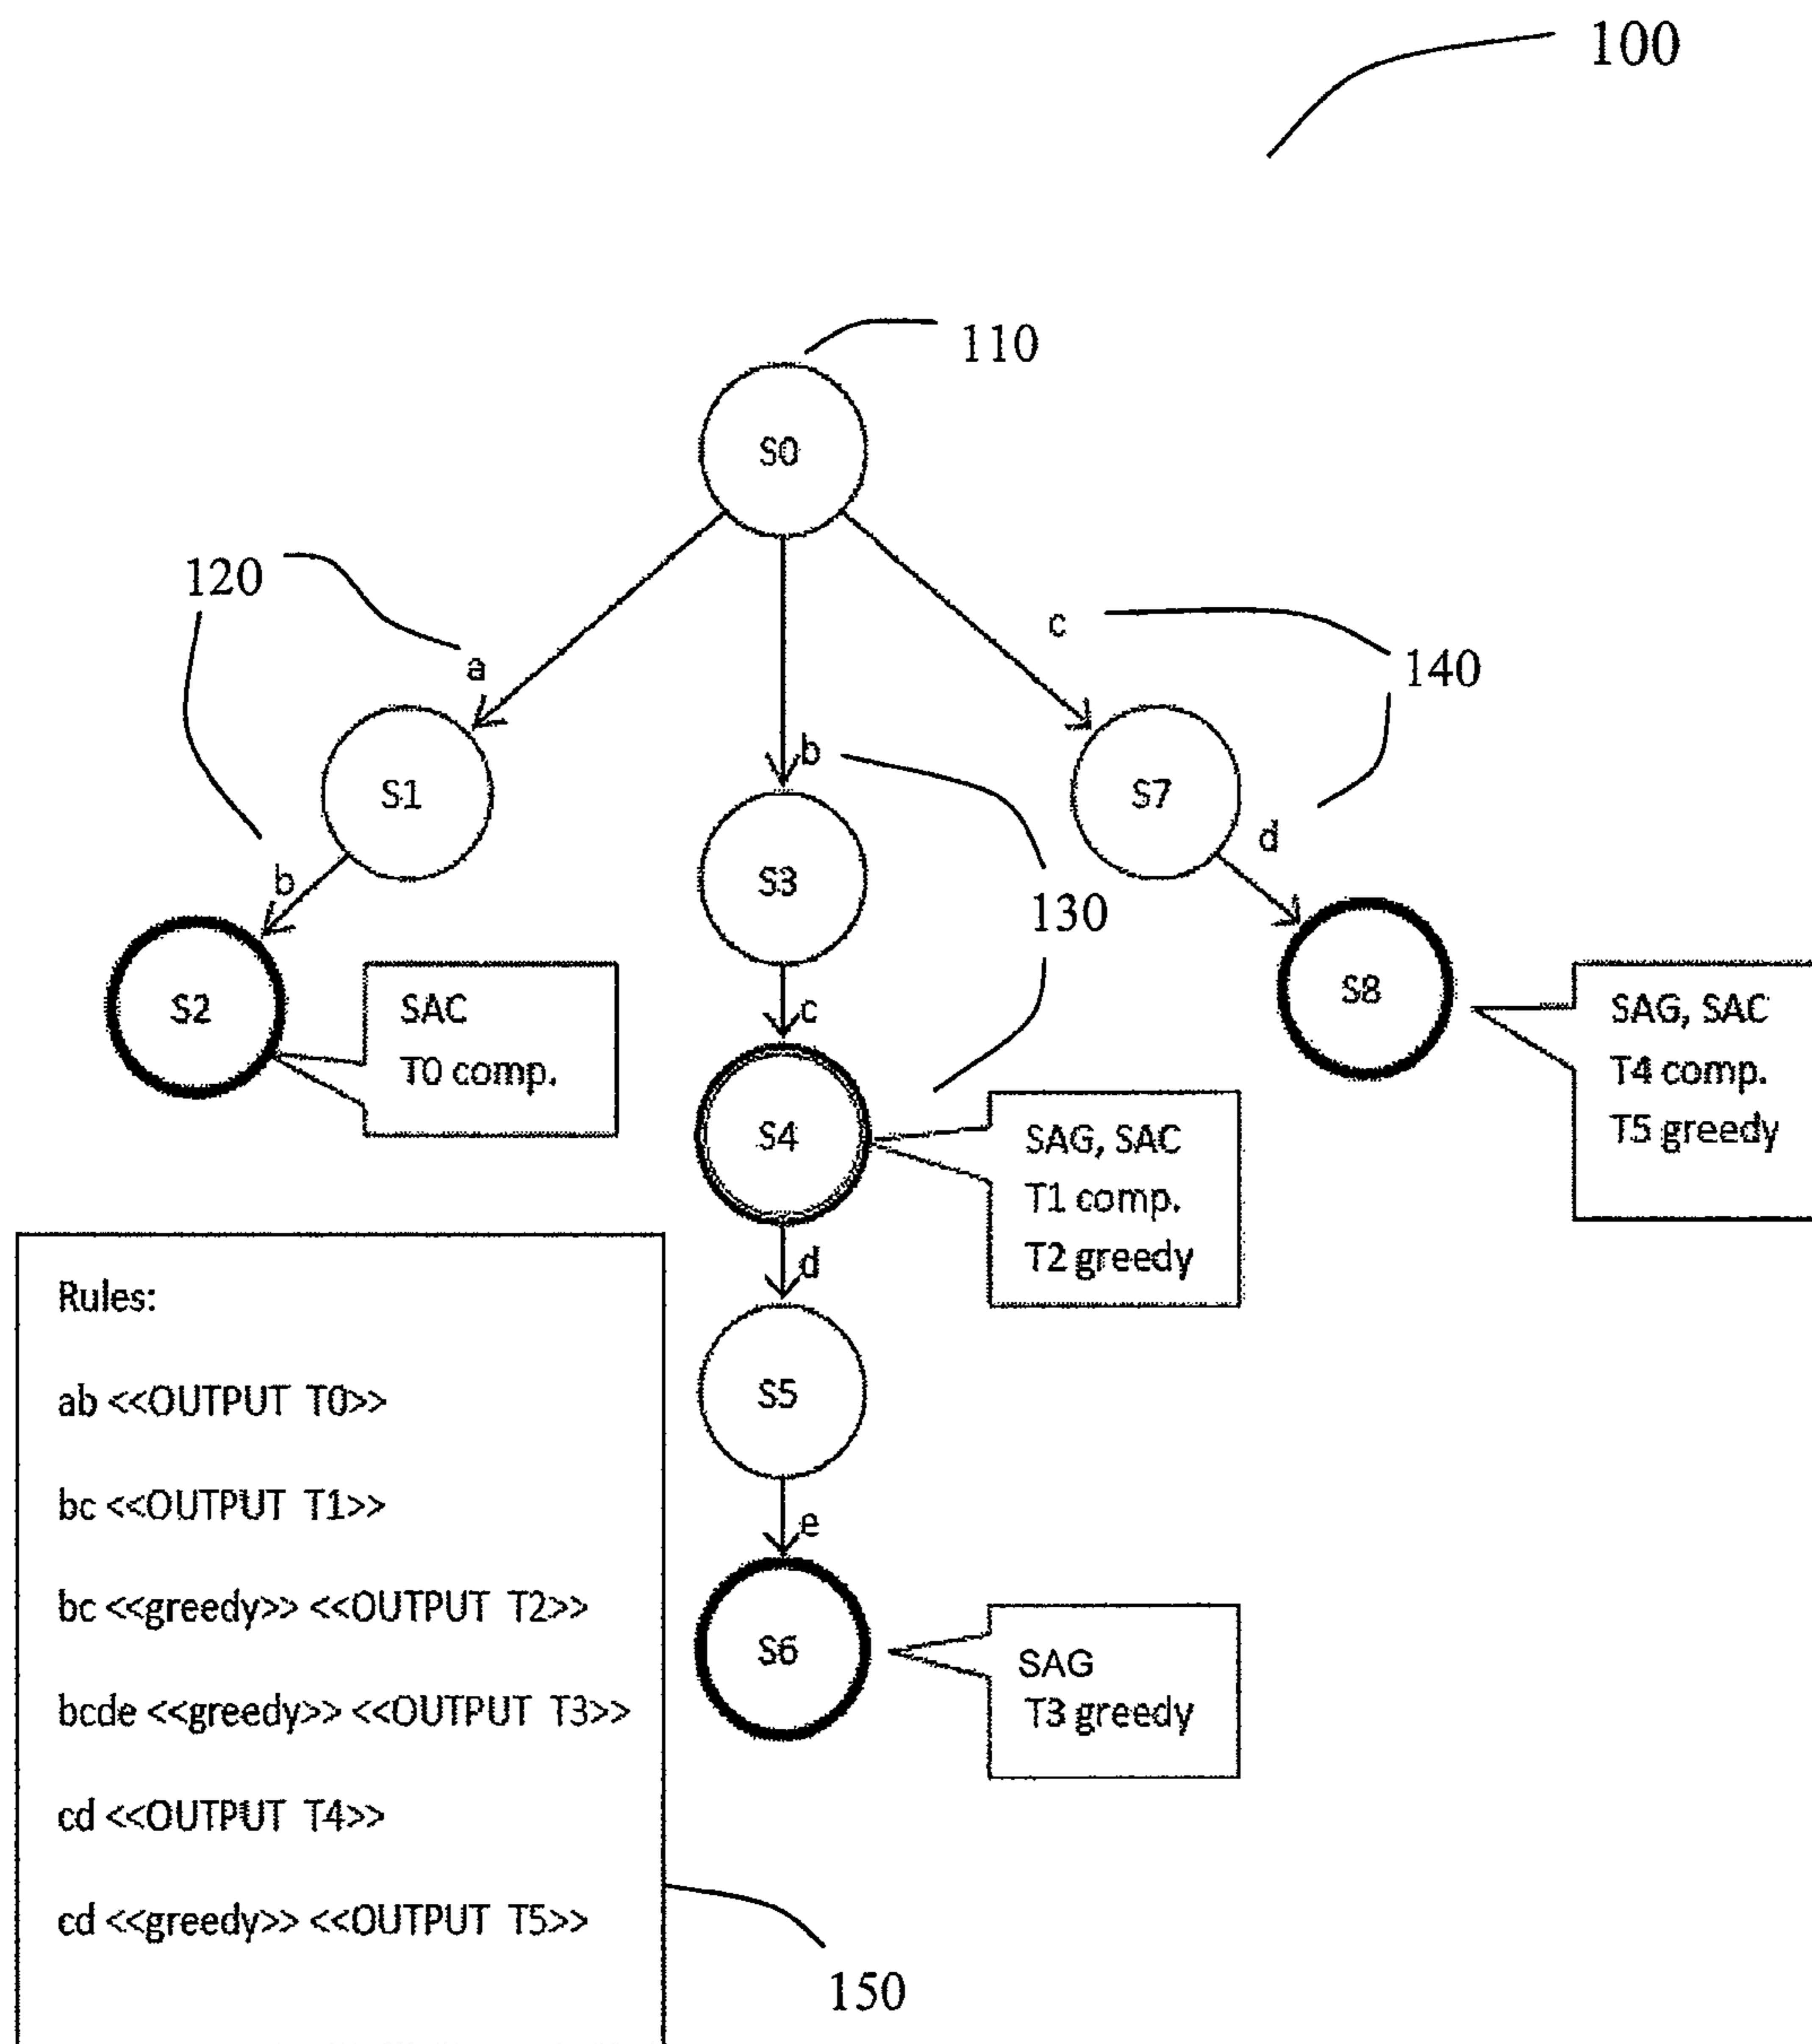 100
110
S0
120
a
c
140
b
S1
S7
d
b
S3
130
S2
SAC
T0 comp.
c
S8
SAG, SAC
T4 comp.
T5 greedy
S4
SAG, SAC
T1 comp.
T2 greedy
d
S5
e
S6
SAG
T3 greedy
Rules:
ab <<OUTPUT T0>>
bc <<OUTPUT T1>>
bc <<greedy>> <<OUTPUT T2>>
bcde <<greedy>> <<OUTPUT T3>>
cd <<OUTPUT T4>>
cd <<greedy>> <<OUTPUT T5>>
150